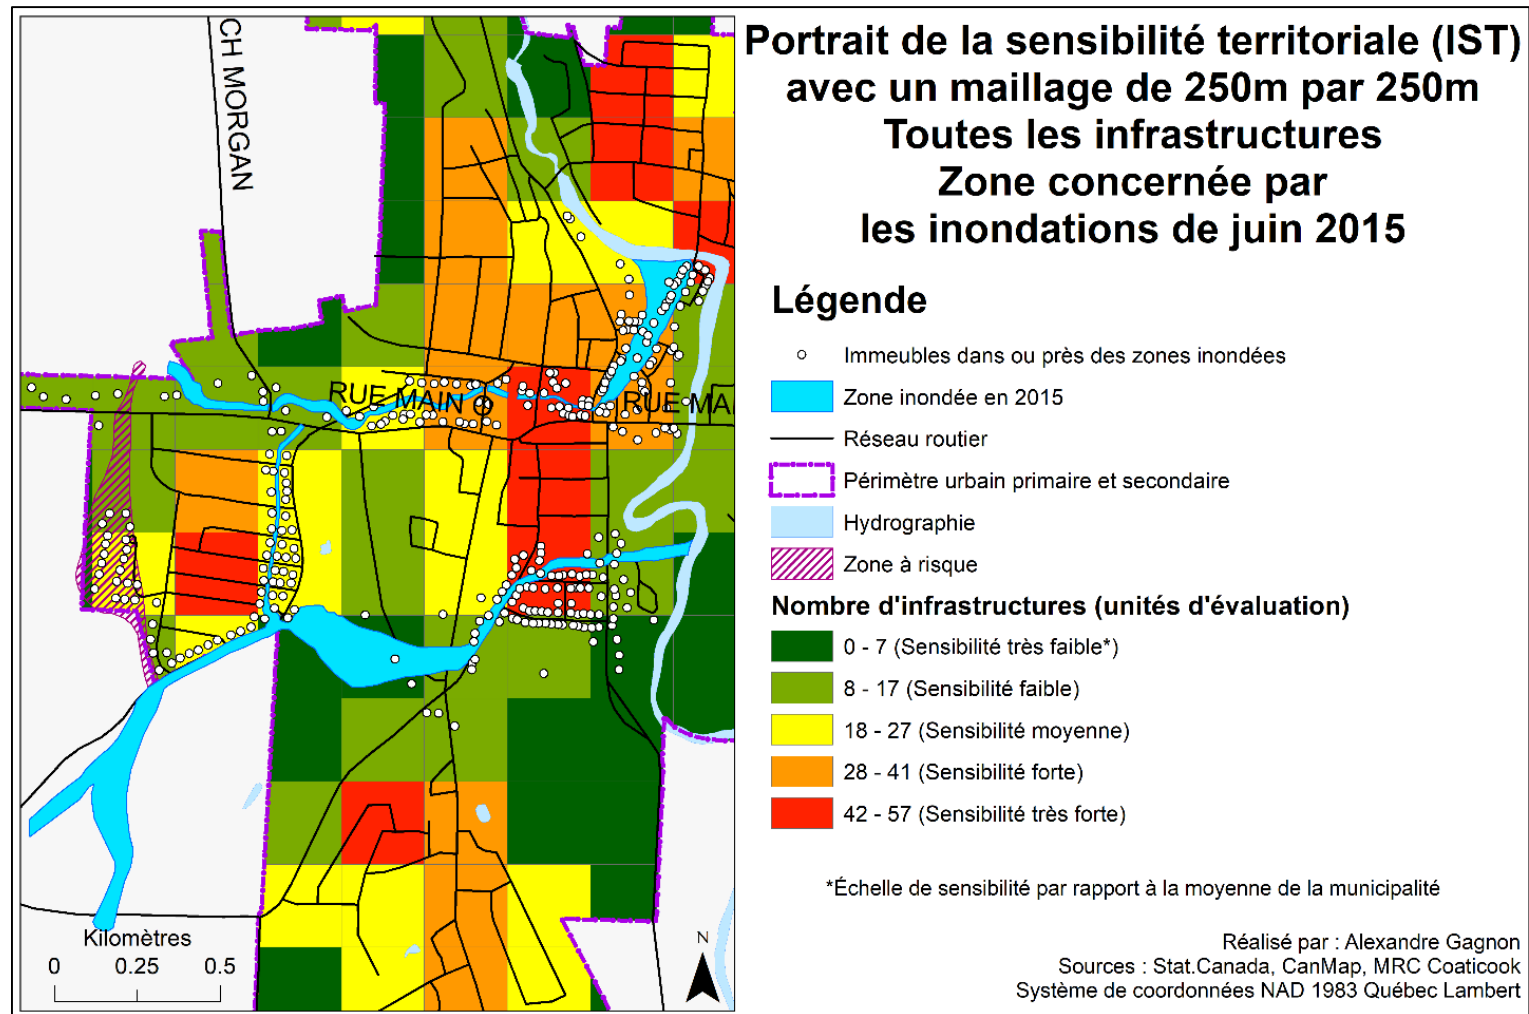 Portrait de la sensibilité territoriale (IST)
avec un maillage de 250m par 250m
Toutes les infrastructures
Zone concernée par
les inondations de juin 2015
CH MORGAN
RUE MAIN
RUE MAI
Légende
Immeubles dans ou près des zones inondées
Zone inondée en 2015
Réseau routier
Périmètre urbain primaire et secondaire
Hydrographie
Zone à risque
Nombre d'infrastructures (unités d'évaluation)
0 - 7 (Sensibilité très faible*)
8 - 17 (Sensibilité faible)
18 - 27 (Sensibilité moyenne)
28 - 41 (Sensibilité forte)
42 - 57 (Sensibilité très forte)
*Échelle de sensibilité par rapport à la moyenne de la municipalité
Kilomètres
0 0.25 0.5
N
Réalisé par : Alexandre Gagnon
Sources : Stat.Canada, CanMap, MRC Coaticook
Système de coordonnées NAD 1983 Québec Lambert